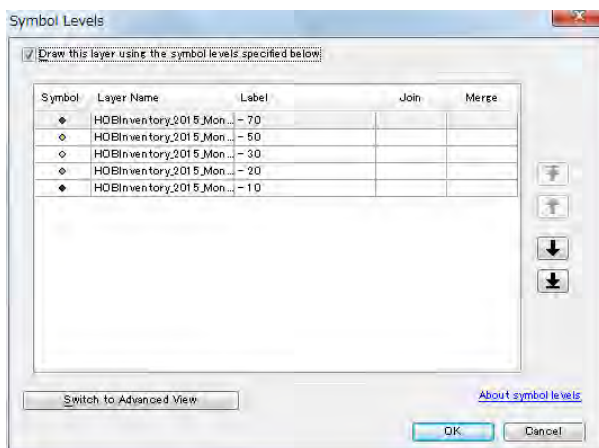 Symbol Levels
Draw this layer using the symbol levels specified below
Symbol Layer Name Label Join Merge
HOBInventory_2015_Mon... - 70
HOBInventory_2015_Mon... - 50
HOBInventory_2015_Mon... - 30
HOBInventory_2015_Mon... - 20
HOBInventory_2015_Mon... - 10
Switch to Advanced View
About symbol levels
OK Cancel